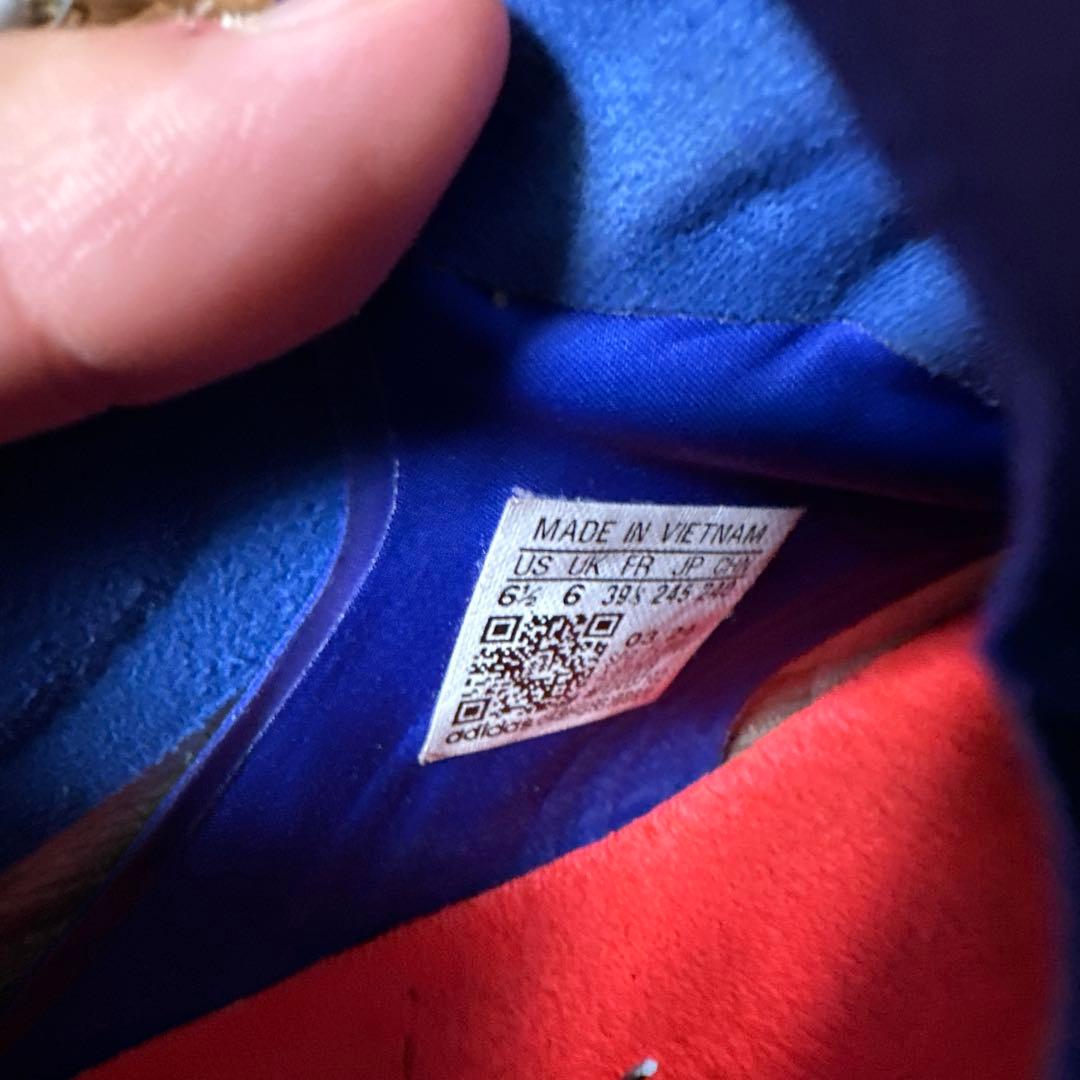 MADE IN VIETNAM
US UK FR JP CHN
6½ 6 39⅓ 245 240
adidas